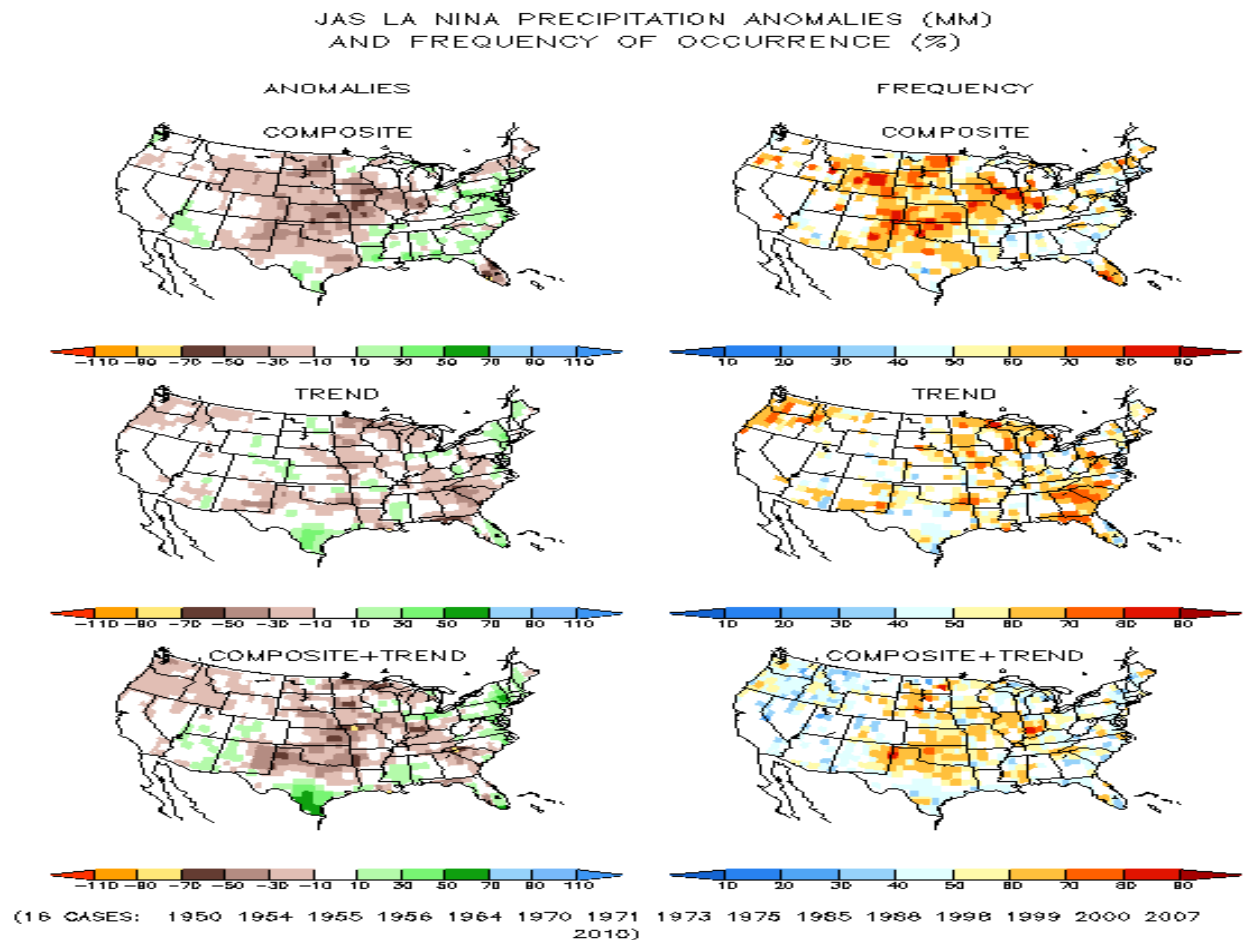 JAS LA NINA PRECIPITATION ANOMALIES (MM)
AND FREQUENCY OF OCCURRENCE (%)
ANOMALIES FREQUENCY
COMPOSITE COMPOSITE
-110 -90 -70 -50 -30 -10 10 30 50 70 90 110 10 20 30 40 50 60 70 80 90
TREND TREND
-110 -90 -70 -50 -30 -10 10 30 50 70 90 110 10 20 30 40 50 60 70 80 90
COMPOSITE+TREND COMPOSITE+TREND
-110 -90 -70 -50 -30 -10 10 30 50 70 90 110 10 20 30 40 50 60 70 80 90
(16 CASES: 1950 1954 1955 1956 1964 1970 1971 1973 1975 1985 1988 1998 1999 2000 2007
2010)